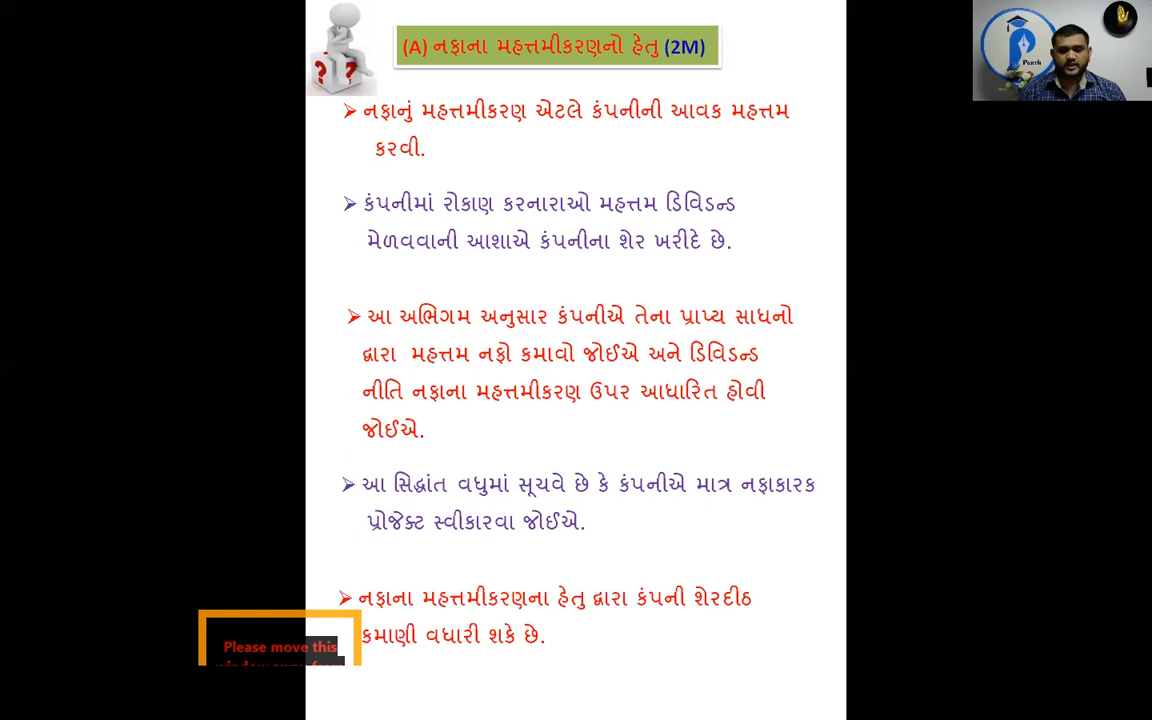 (A) નફાના મહત્તમીકરણનો હેતુ (2M)
Parth
➢ નફાનું મહત્તમીકરણ એટલે કંપનીની આવક મહત્તમ
કરવી.
➢ કંપનીમાં રોકાણ કરનારાઓ મહત્તમ ડિવિડન્ડ
મેળવવાની આશાએ કંપનીના શેર ખરીદે છે.
➢ આ અભિગમ અનુસાર કંપનીએ તેના પ્રાપ્ય સાધનો
દ્વારા મહત્તમ નફો કમાવો જોઈએ અને ડિવિડન્ડ
નીતિ નફાના મહત્તમીકરણ ઉપર આધારિત હોવી
જોઈએ.
➢ આ સિદ્ધાંત વધુમાં સૂચવે છે કે કંપનીએ માત્ર નફાકારક
પ્રોજેક્ટ સ્વીકારવા જોઈએ.
➢ નફાના મહત્તમીકરણના હેતુ દ્વારા કંપની શેરદીઠ
કમાણી વધારી શકે છે.
Please move this